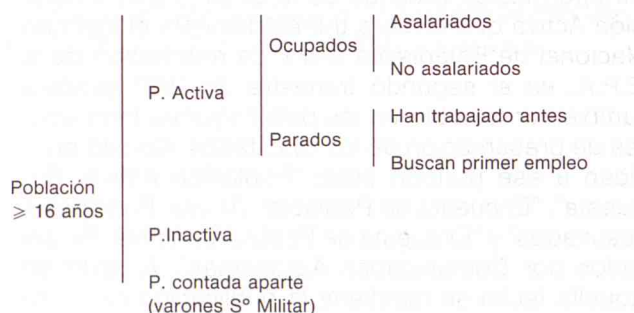 Asalariados
Ocupados
No asalariados
P. Activa
Han trabajado antes
Parados
Buscan primer empleo
Población
≥ 16 años
P.Inactiva
P. contada aparte
(varones Sº Militar)